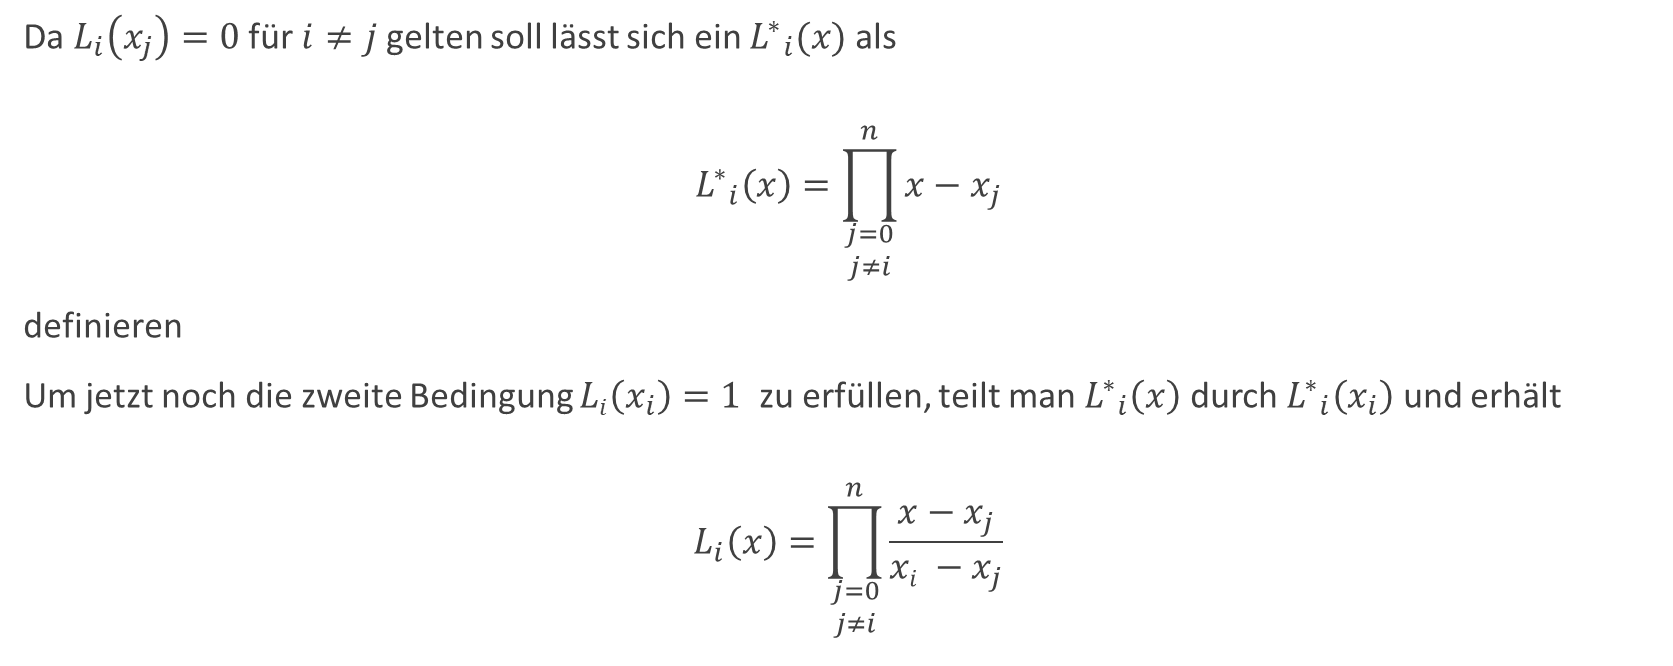 Da L_i(x_j) = 0 für i ≠ j gelten soll lässt sich ein L*_i(x) als
L*_i(x) = ∏_{j=0, j≠i}^{n} x − x_j
definieren
Um jetzt noch die zweite Bedingung L_i(x_i) = 1 zu erfüllen, teilt man L*_i(x) durch L*_i(x_i) und erhält
L_i(x) = ∏_{j=0, j≠i}^{n} (x − x_j)/(x_i − x_j)